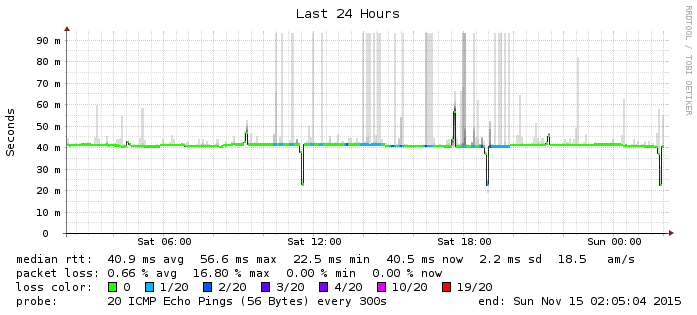 Last 24 Hours
RRDTOOL / TOBI OETIKER
Seconds
90 m
80 m
70 m
60 m
50 m
40 m
30 m
20 m
10 m
0
Sat 06:00 Sat 12:00 Sat 18:00 Sun 00:00
median rtt: 40.9 ms avg 56.6 ms max 22.5 ms min 40.5 ms now 2.2 ms sd 18.5 am/s
packet loss: 0.66 % avg 16.80 % max 0.00 % min 0.00 % now
loss color: 0 1/20 2/20 3/20 4/20 10/20 19/20
probe: 20 ICMP Echo Pings (56 Bytes) every 300s end: Sun Nov 15 02:05:04 2015